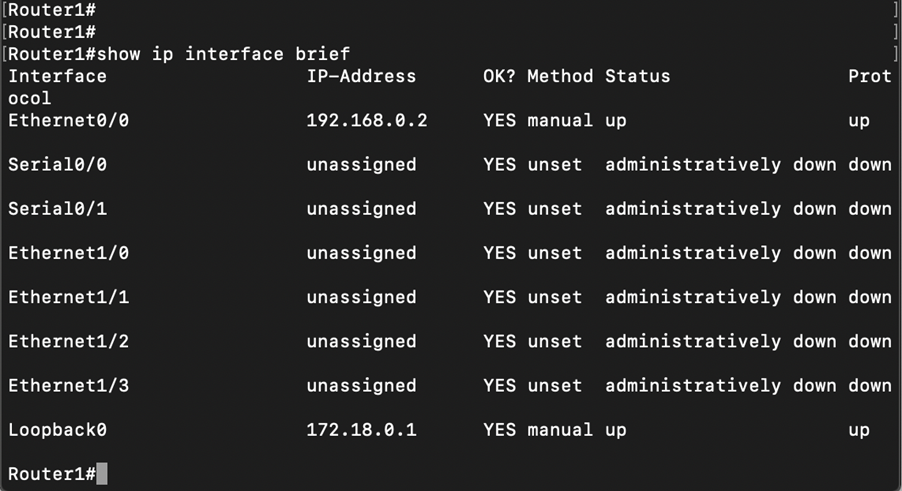 [Router1# ]
[Router1# ]
[Router1#show ip interface brief ]
Interface                  IP-Address      OK? Method Status                Prot
ocol
Ethernet0/0                192.168.0.2     YES manual up                    up
Serial0/0                  unassigned      YES unset  administratively down down
Serial0/1                  unassigned      YES unset  administratively down down
Ethernet1/0                unassigned      YES unset  administratively down down
Ethernet1/1                unassigned      YES unset  administratively down down
Ethernet1/2                unassigned      YES unset  administratively down down
Ethernet1/3                unassigned      YES unset  administratively down down
Loopback0                  172.18.0.1      YES manual up                    up
Router1#